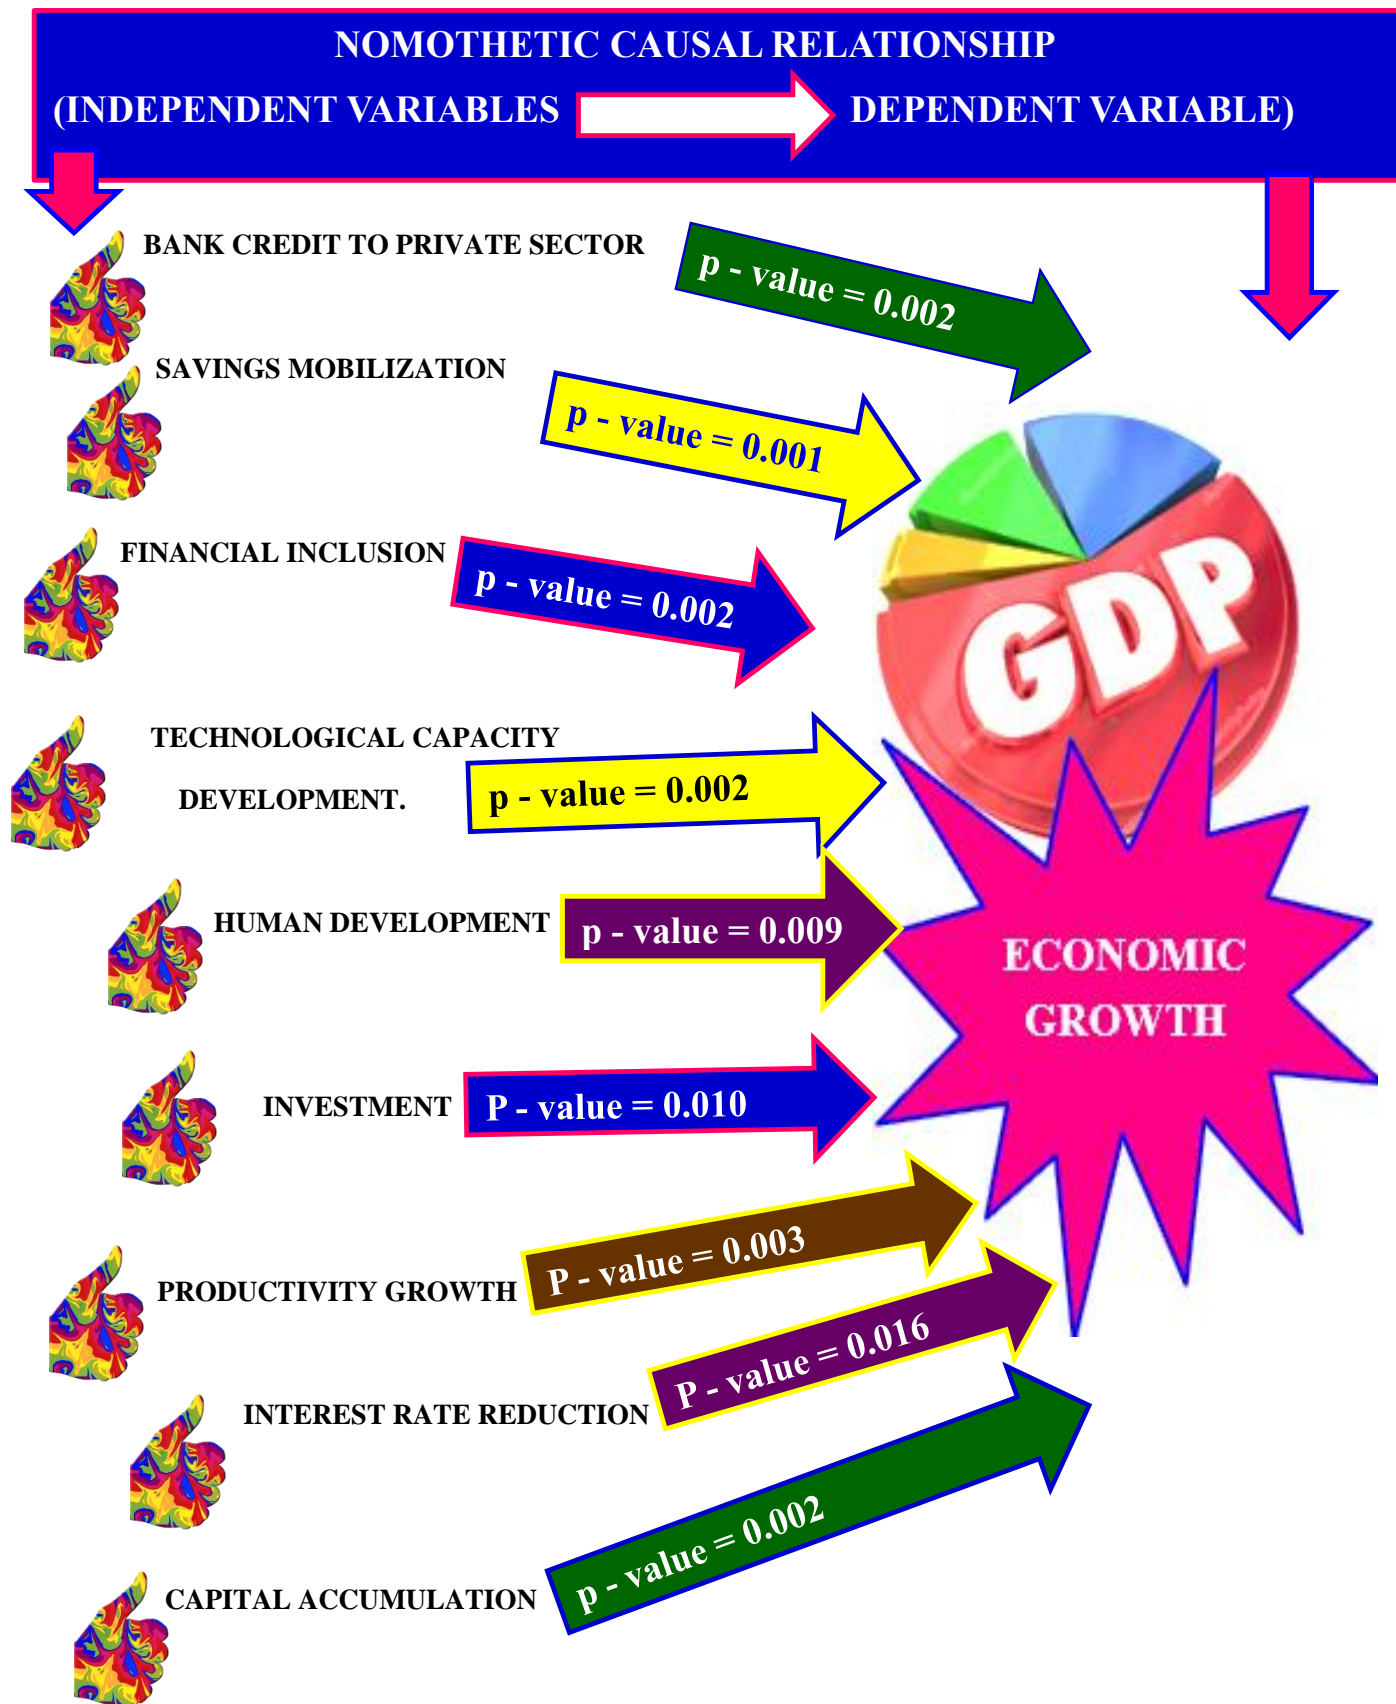 NOMOTHETIC CAUSAL RELATIONSHIP
(INDEPENDENT VARIABLES DEPENDENT VARIABLE)
BANK CREDIT TO PRIVATE SECTOR
p - value = 0.002
SAVINGS MOBILIZATION
p - value = 0.001
FINANCIAL INCLUSION
p - value = 0.002
GDP
TECHNOLOGICAL CAPACITY
DEVELOPMENT.
p - value = 0.002
HUMAN DEVELOPMENT
p - value = 0.009
ECONOMIC
GROWTH
INVESTMENT
P - value = 0.010
PRODUCTIVITY GROWTH
P - value = 0.003
INTEREST RATE REDUCTION
P - value = 0.016
CAPITAL ACCUMULATION
p - value = 0.002